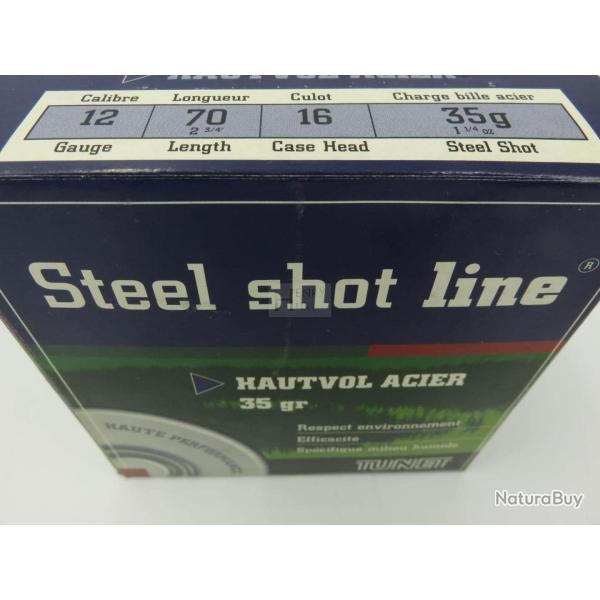 HAUTVOL ACIER
Calibre Longueur Culot Charge bille acier
12 70 16 35g
2 3/4' 1 1/4 oz
Gauge Length Case Head Steel Shot
Steel shot line ®
HAUTVOL ACIER
35 gr
Respect environnement
Efficacité
Spécifique milieu humide
HAUTE PERFORMANC
TUNET
NaturaBuy